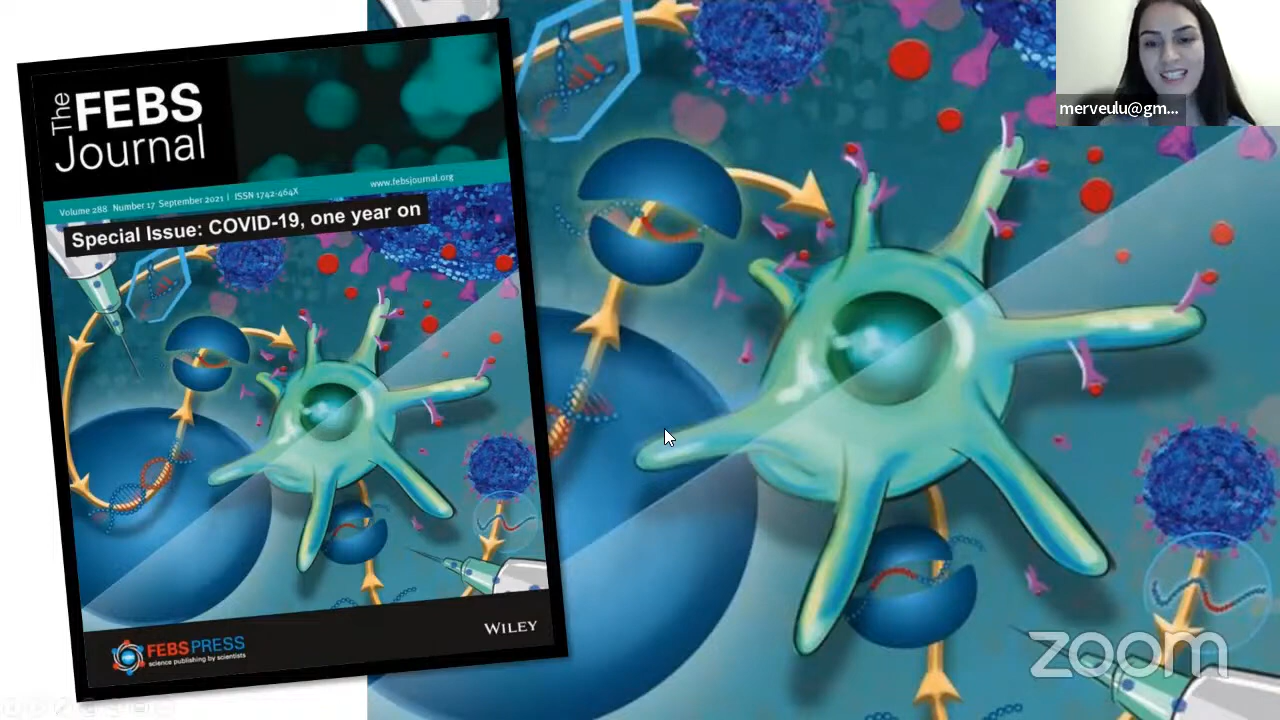 The
FEBS
Journal
Volume 288 Number 17 September 2021 | ISSN 1742-464X
www.febsjournal.org
Special Issue: COVID-19, one year on
FEBS PRESS
science publishing by scientists
WILEY
merveulu@gm...
zoom